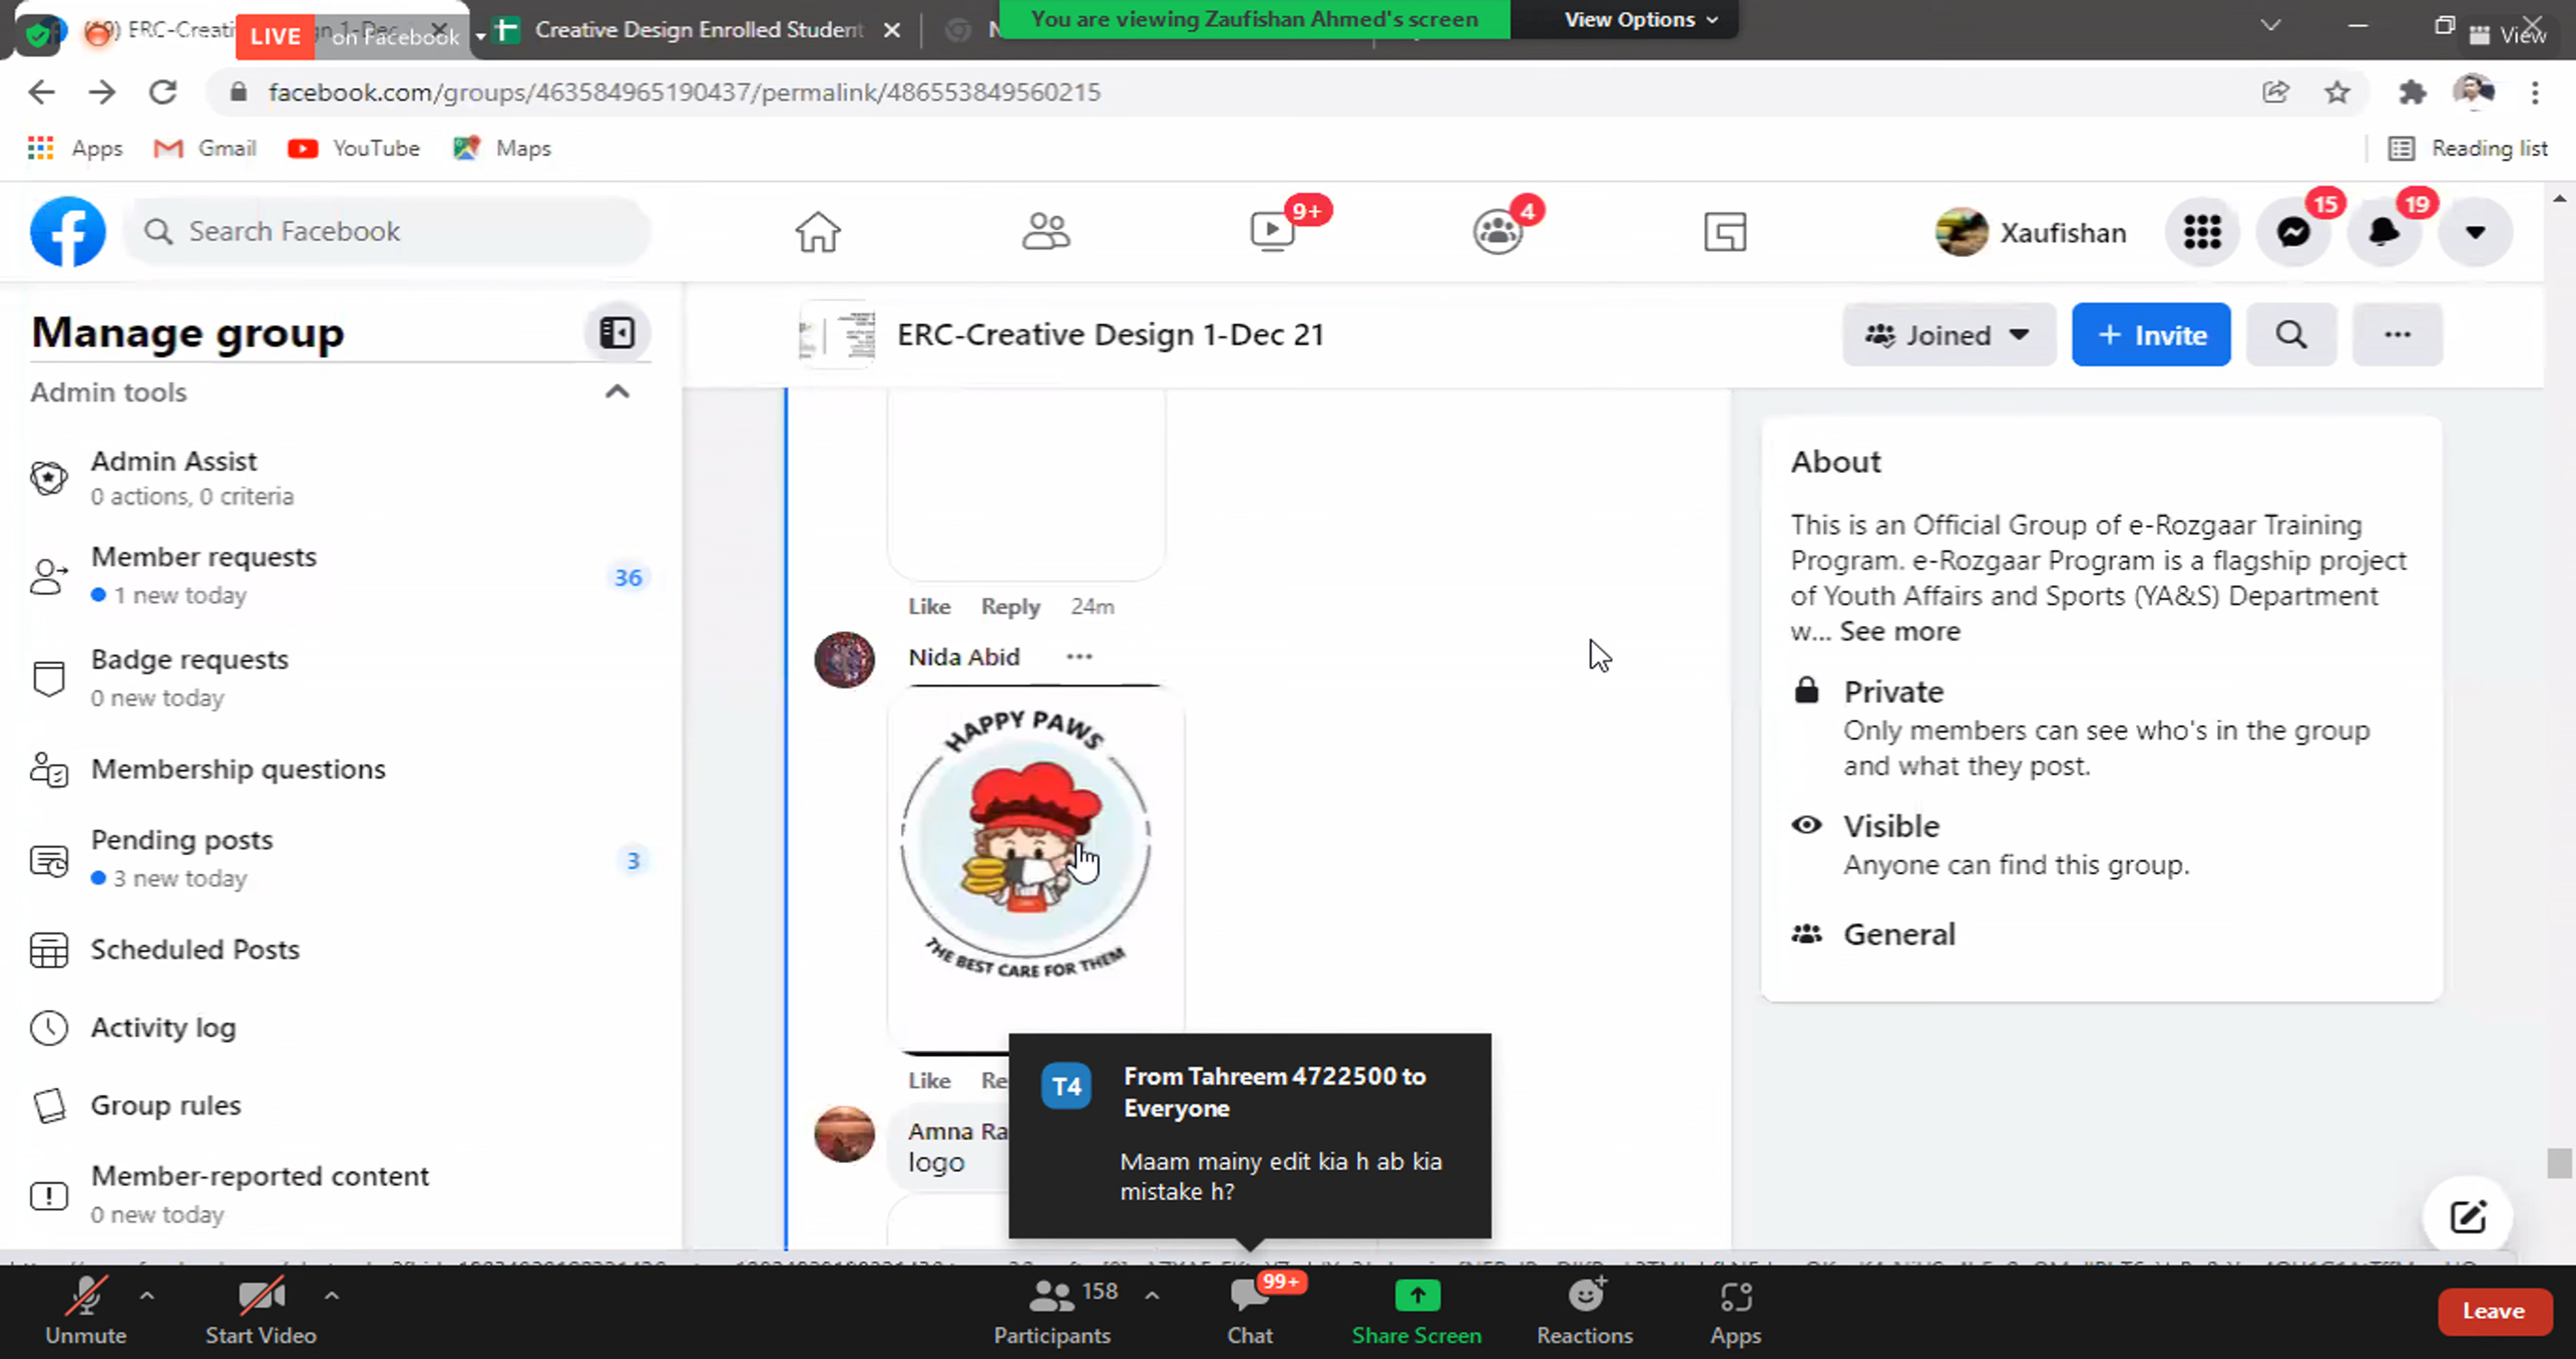 ERC-Creati
LIVE on Facebook
Creative Design Enrolled Student
You are viewing Zaufishan Ahmed's screen
View Options
View
facebook.com/groups/463584965190437/permalink/486553849560215
Apps
Gmail
YouTube
Maps
Reading list
Search Facebook
9+
4
Xaufishan
15
19
Manage group
ERC-Creative Design 1-Dec 21
Joined
+ Invite
Admin tools
Admin Assist
0 actions, 0 criteria
Member requests
1 new today
36
Badge requests
0 new today
Membership questions
Pending posts
3 new today
3
Scheduled Posts
Activity log
Group rules
Member-reported content
0 new today
Like Reply 24m
Nida Abid
HAPPY PAWS
THE BEST CARE FOR THEM
Like Re
Amna Ra
logo
T4
From Tahreem 4722500 to
Everyone
Maam mainy edit kia h ab kia
mistake h?
About
This is an Official Group of e-Rozgaar Training
Program. e-Rozgaar Program is a flagship project
of Youth Affairs and Sports (YA&S) Department
w... See more
Private
Only members can see who's in the group
and what they post.
Visible
Anyone can find this group.
General
Unmute
Start Video
158
Participants
99+
Chat
Share Screen
Reactions
Apps
Leave